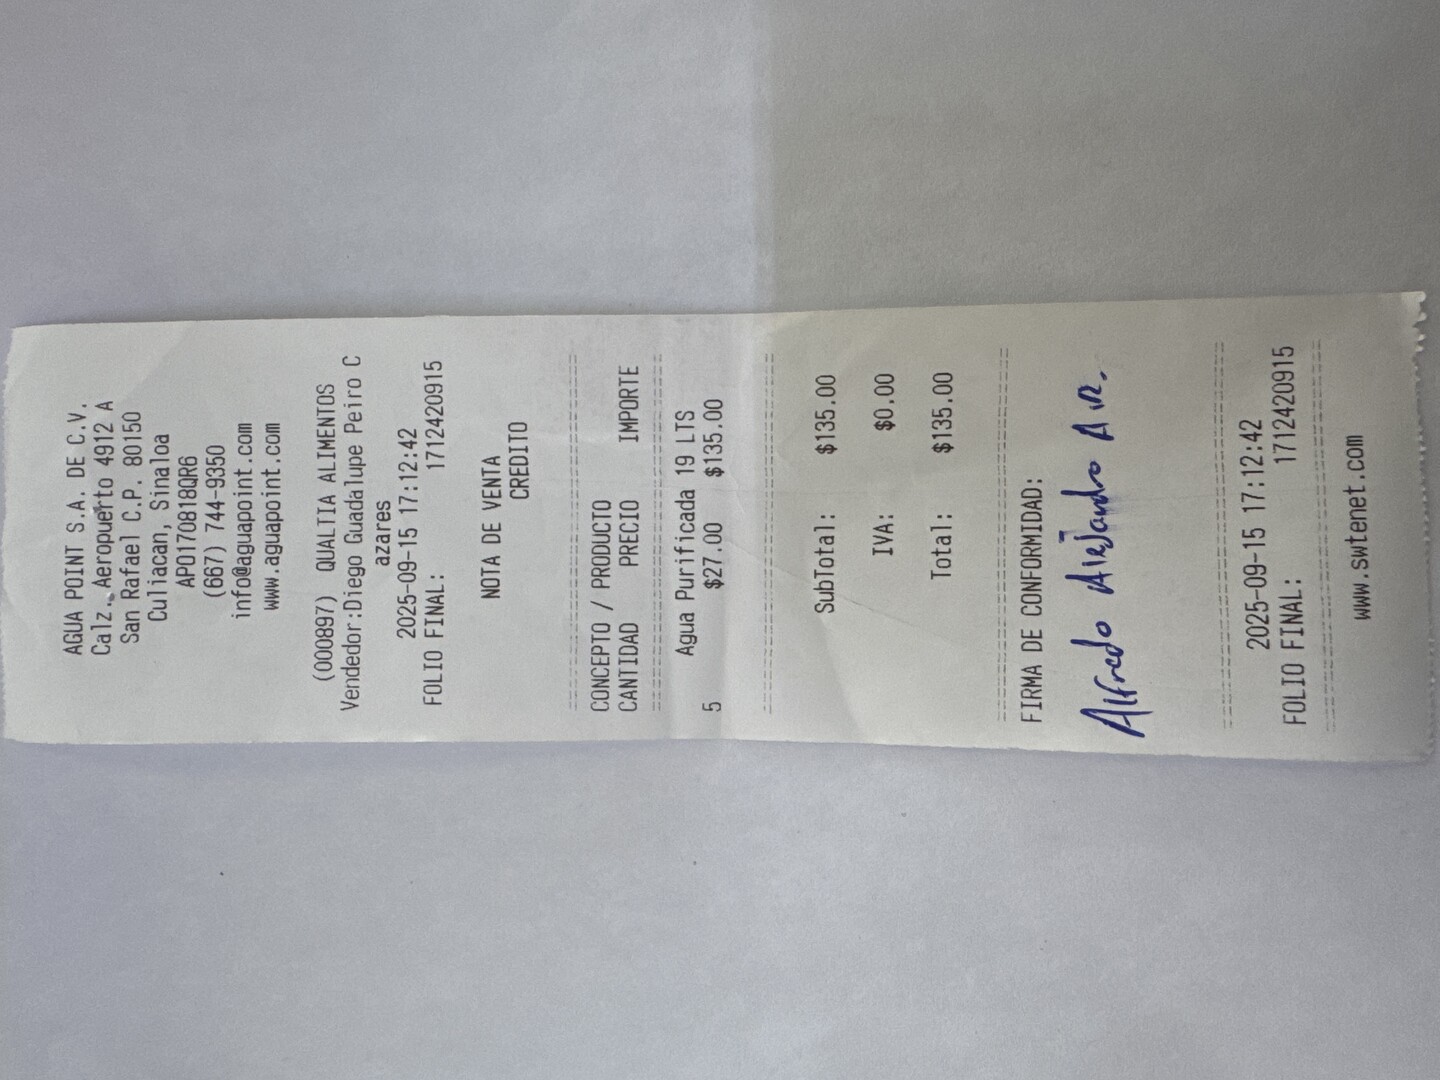 AGUA POINT S.A. DE C.V.
Calz. Aeropuerto 4912 A
San Rafael C.P. 80150
Culiacan, Sinaloa
APO170818QR6
(667) 744-9350
info@aguapoint.com
www.aguapoint.com
(000897) QUALTIA ALIMENTOS
Vendedor:Diego Guadalupe Peiro C
azares
2025-09-15 17:12:42
FOLIO FINAL: 1712420915
NOTA DE VENTA
CREDITO
CONCEPTO / PRODUCTO
CANTIDAD PRECIO IMPORTE
Agua Purificada 19 LTS
5 $27.00 $135.00
SubTotal: $135.00
IVA: $0.00
Total: $135.00
FIRMA DE CONFORMIDAD:
Alfredo Alejandro
2025-09-15 17:12:42
FOLIO FINAL: 1712420915
www.swtenet.com